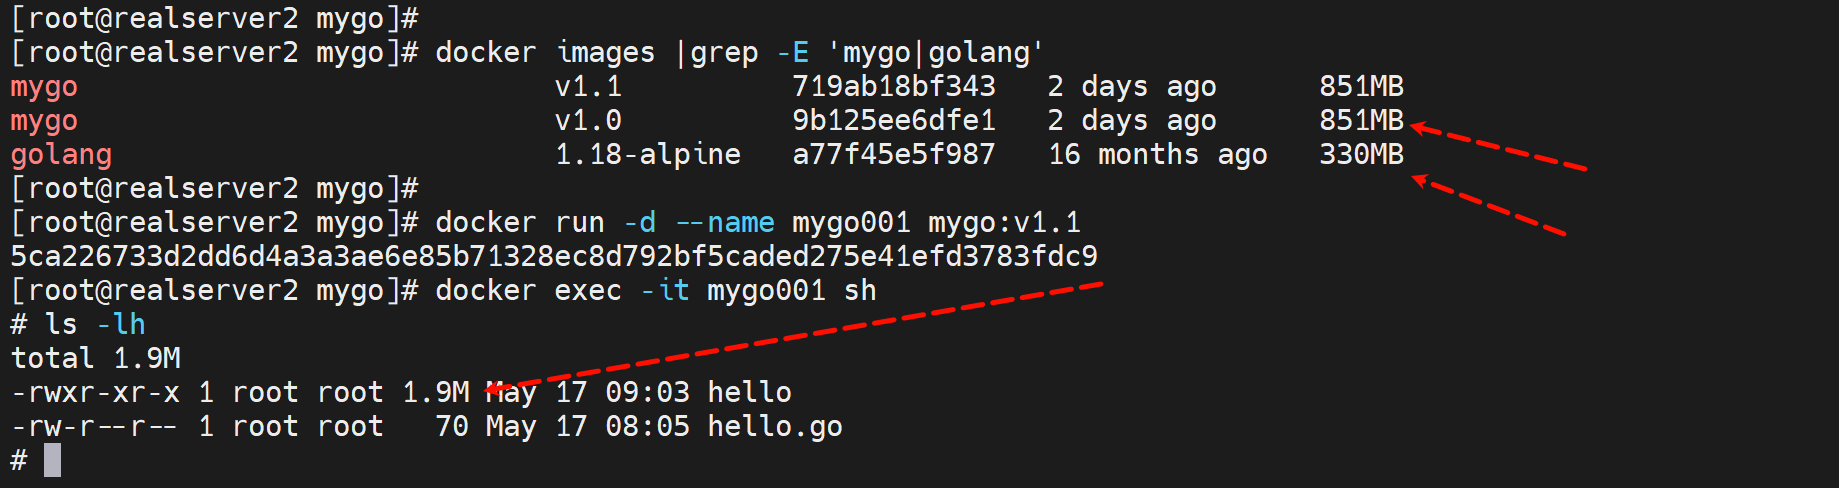 [root@realserver2 mygo]#
[root@realserver2 mygo]# docker images |grep -E 'mygo|golang'
mygo                            v1.1          719ab18bf343   2 days ago      851MB
mygo                            v1.0          9b125ee6dfe1   2 days ago      851MB
golang                          1.18-alpine   a77f45e5f987   16 months ago   330MB
[root@realserver2 mygo]#
[root@realserver2 mygo]# docker run -d --name mygo001 mygo:v1.1
5ca226733d2dd6d4a3a3ae6e85b71328ec8d792bf5caded275e41efd3783fdc9
[root@realserver2 mygo]# docker exec -it mygo001 sh
# ls -lh
total 1.9M
-rwxr-xr-x 1 root root 1.9M May 17 09:03 hello
-rw-r--r-- 1 root root   70 May 17 08:05 hello.go
#